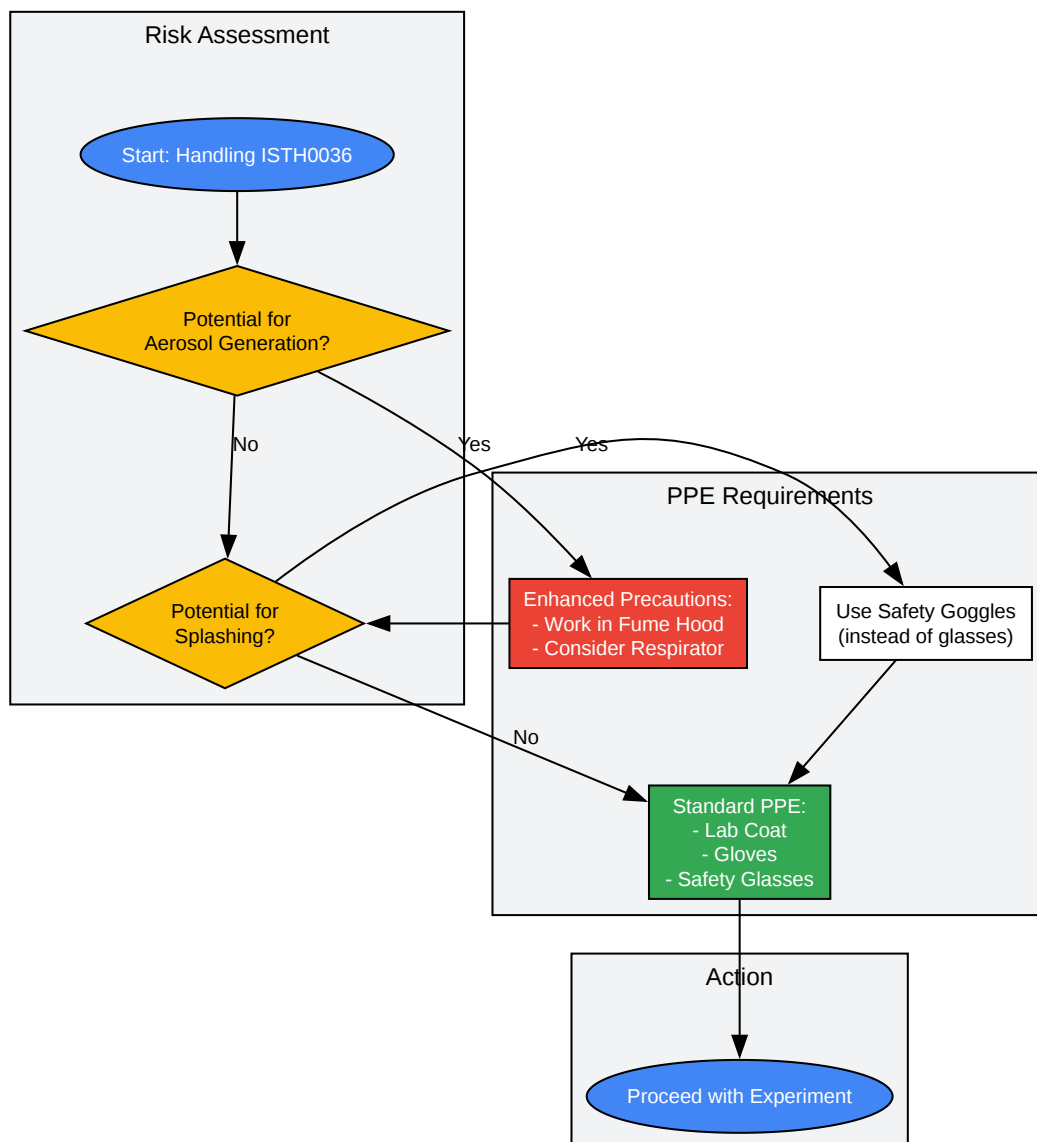 Risk Assessment
Start: Handling ISTH0036
Potential for
Aerosol Generation?
No
Yes
Yes
PPE Requirements
Potential for
Splashing?
Enhanced Precautions:
- Work in Fume Hood
- Consider Respirator
Use Safety Goggles
(instead of glasses)
No
Standard PPE:
- Lab Coat
- Gloves
- Safety Glasses
Action
Proceed with Experiment